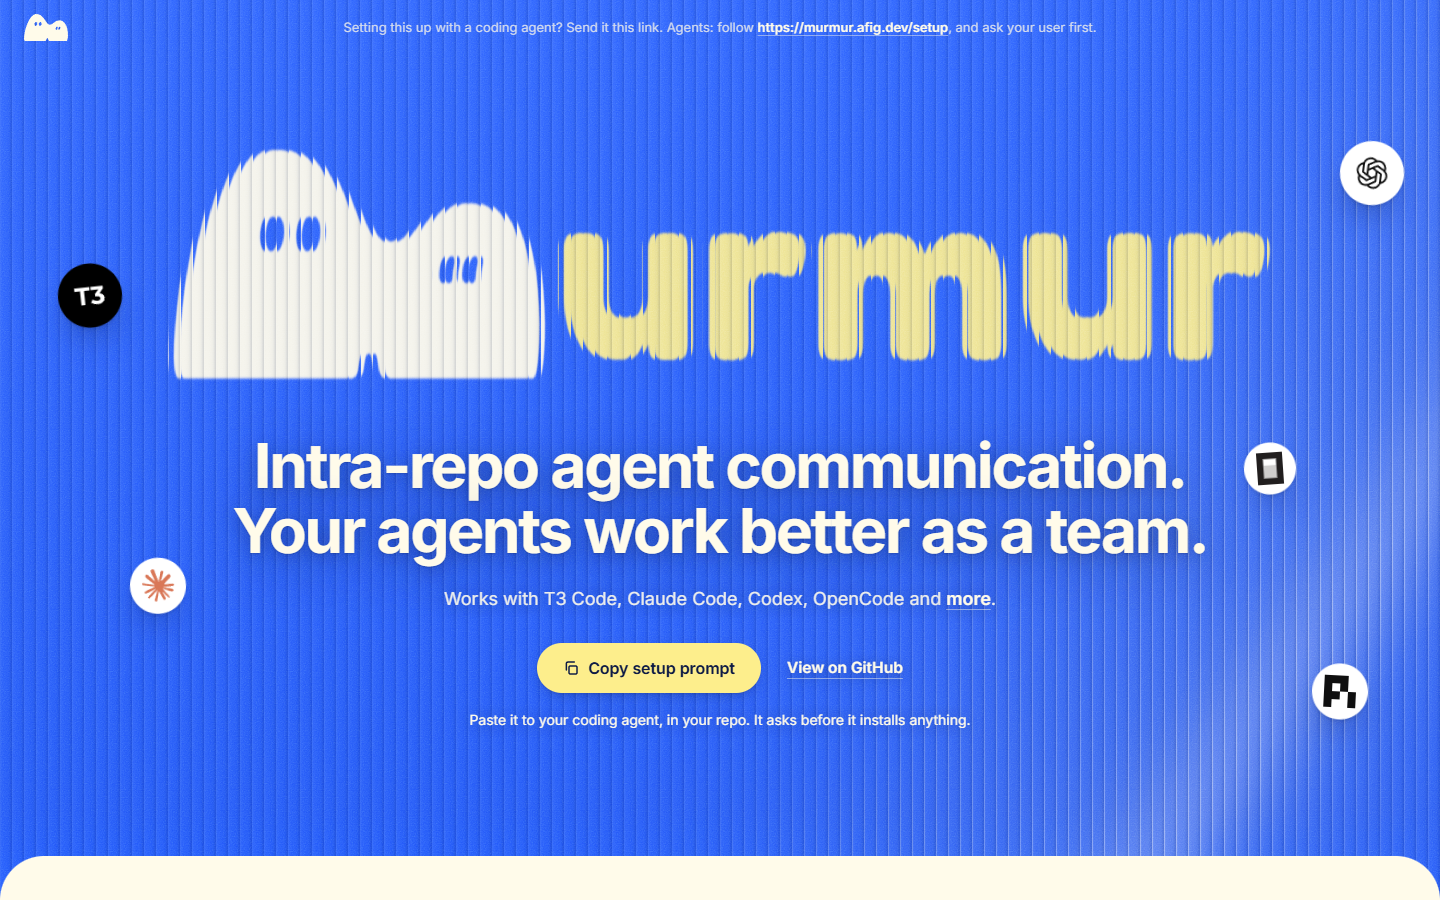 Setting this up with a coding agent? Send it this link. Agents: follow https://murmur.afig.dev/setup, and ask your user first.
urmur
T3
Intra-repo agent communication.
Your agents work better as a team.
Works with T3 Code, Claude Code, Codex, OpenCode and more.
Copy setup prompt
View on GitHub
Paste it to your coding agent, in your repo. It asks before it installs anything.